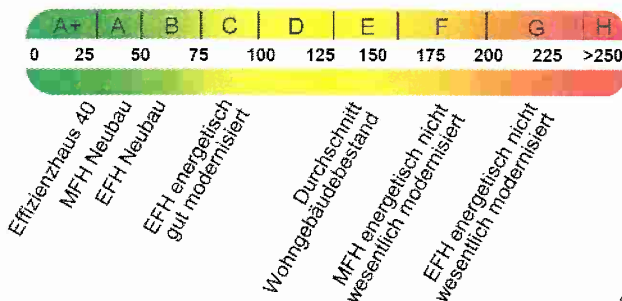 A+ A B C D E F G H
0 25 50 75 100 125 150 175 200 225 >250
Effizienzhaus 40
MFH Neubau
EFH Neubau
EFH energetisch
gut modernisiert
Durchschnitt
Wohngebäudebestand
MFH energetisch nicht
wesentlich modernisiert
EFH energetisch nicht
wesentlich modernisiert